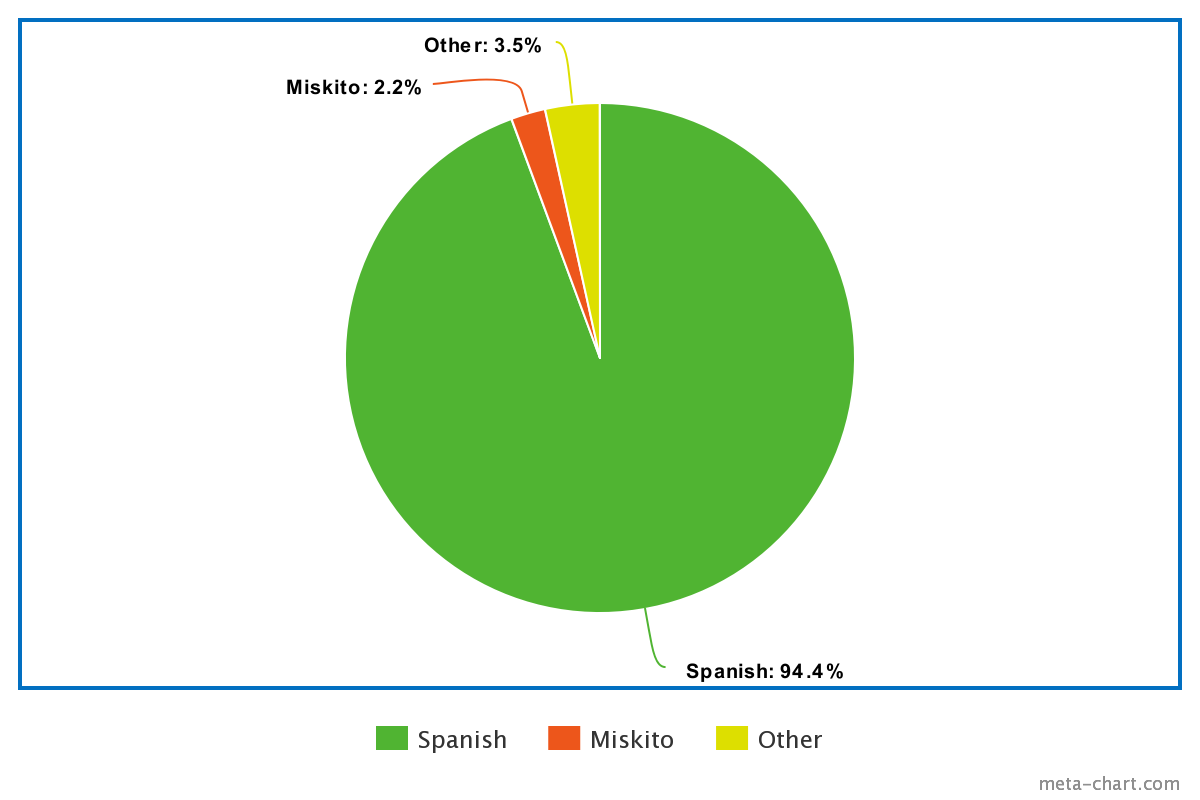 Other: 3.5%
Miskito: 2.2%
Spanish: 94.4%
Spanish Miskito Other
meta-chart.com